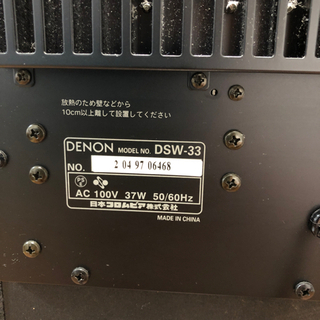 放熱のため壁などから
10cm以上離して設置してください
DENON MODEL NO. DSW-33
NO. 2 04 97 06468
AC 100V 37W 50/60Hz
日本コロムビア株式会社
MADE IN CHINA